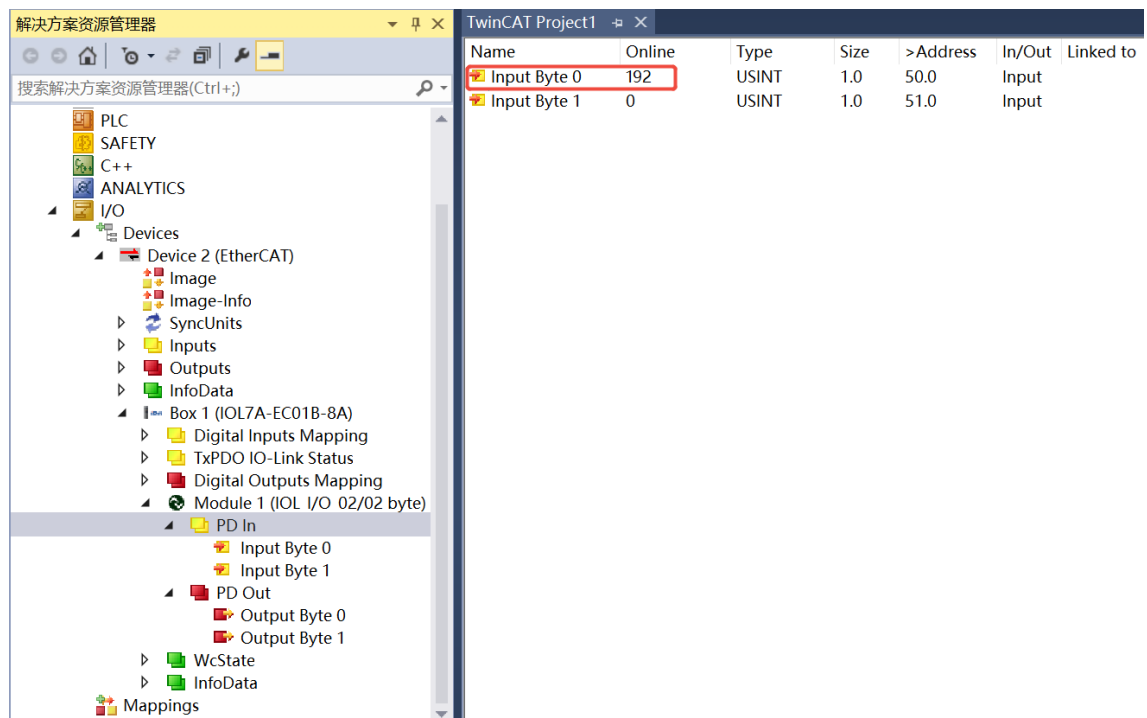 解决方案资源管理器
搜索解决方案资源管理器(Ctrl+;)
PLC
SAFETY
C++
ANALYTICS
I/O
Devices
Device 2 (EtherCAT)
Image
Image-Info
SyncUnits
Inputs
Outputs
InfoData
Box 1 (IOL7A-EC01B-8A)
Digital Inputs Mapping
TxPDO IO-Link Status
Digital Outputs Mapping
Module 1 (IOL I/O 02/02 byte)
PD In
Input Byte 0
Input Byte 1
PD Out
Output Byte 0
Output Byte 1
WcState
InfoData
Mappings
TwinCAT Project1
Name Online Type Size >Address In/Out Linked to
Input Byte 0 192 USINT 1.0 50.0 Input
Input Byte 1 0 USINT 1.0 51.0 Input